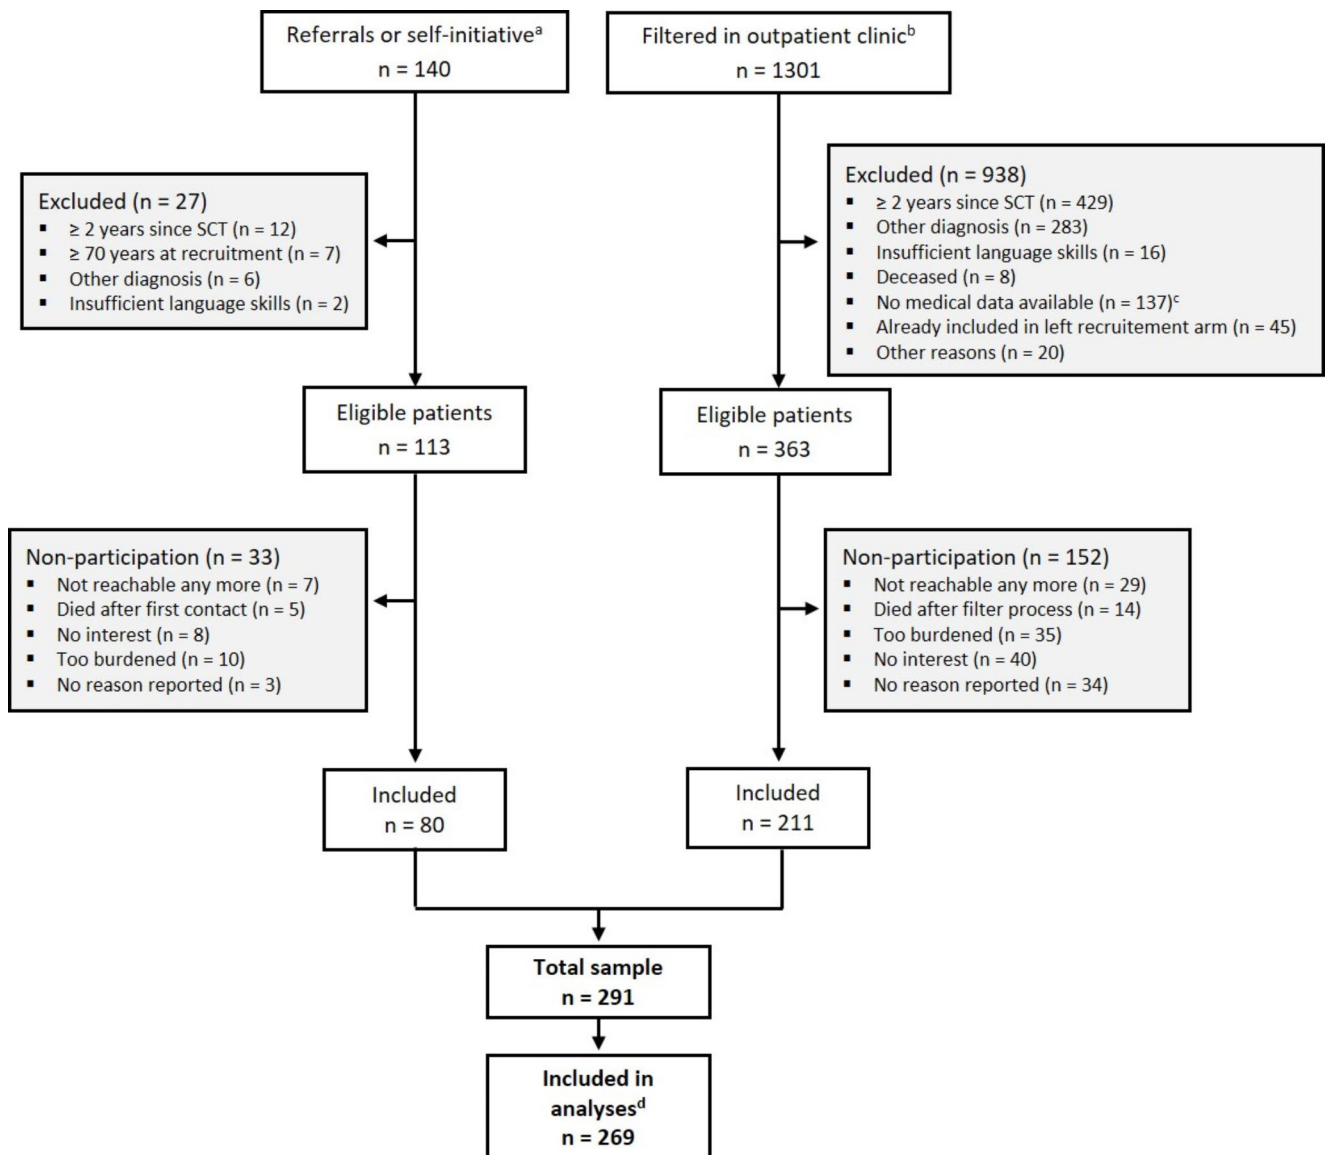 Referrals or self-initiativeᵃ
n = 140
Filtered in outpatient clinicᵇ
n = 1301
Excluded (n = 27)
▪ ≥ 2 years since SCT (n = 12)
▪ ≥ 70 years at recruitment (n = 7)
▪ Other diagnosis (n = 6)
▪ Insufficient language skills (n = 2)
Excluded (n = 938)
▪ ≥ 2 years since SCT (n = 429)
▪ Other diagnosis (n = 283)
▪ Insufficient language skills (n = 16)
▪ Deceased (n = 8)
▪ No medical data available (n = 137)ᶜ
▪ Already included in left recruitement arm (n = 45)
▪ Other reasons (n = 20)
Eligible patients
n = 113
Eligible patients
n = 363
Non-participation (n = 33)
▪ Not reachable any more (n = 7)
▪ Died after first contact (n = 5)
▪ No interest (n = 8)
▪ Too burdened (n = 10)
▪ No reason reported (n = 3)
Non-participation (n = 152)
▪ Not reachable any more (n = 29)
▪ Died after filter process (n = 14)
▪ Too burdened (n = 35)
▪ No interest (n = 40)
▪ No reason reported (n = 34)
Included
n = 80
Included
n = 211
Total sample
n = 291
Included in
analysesᵈ
n = 269